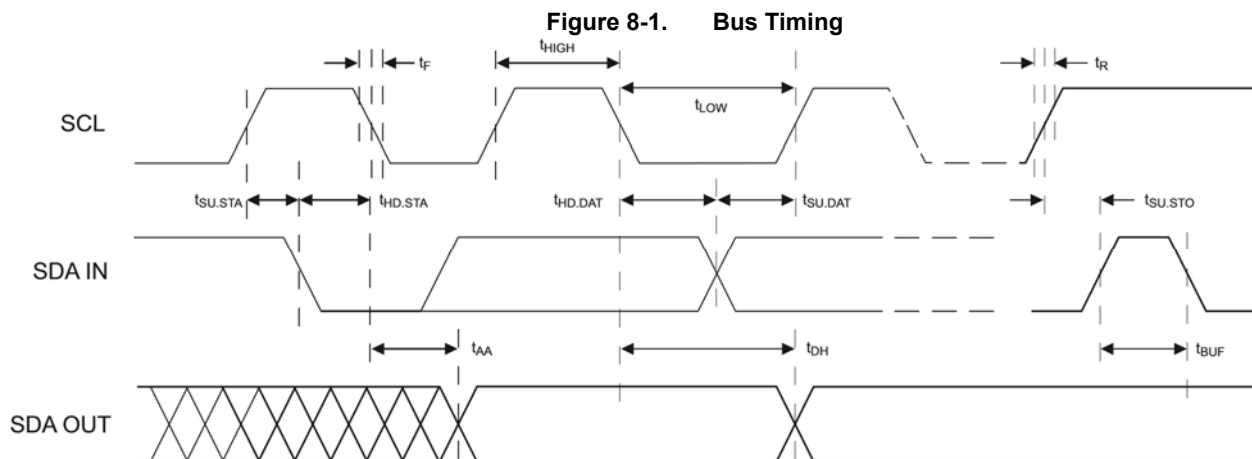 Figure 8-1. Bus Timing
tF
tHIGH
tR
tLOW
SCL
tSU.STA
tHD.STA
tHD.DAT
tSU.DAT
tSU.STO
SDA IN
tAA
tDH
tBUF
SDA OUT